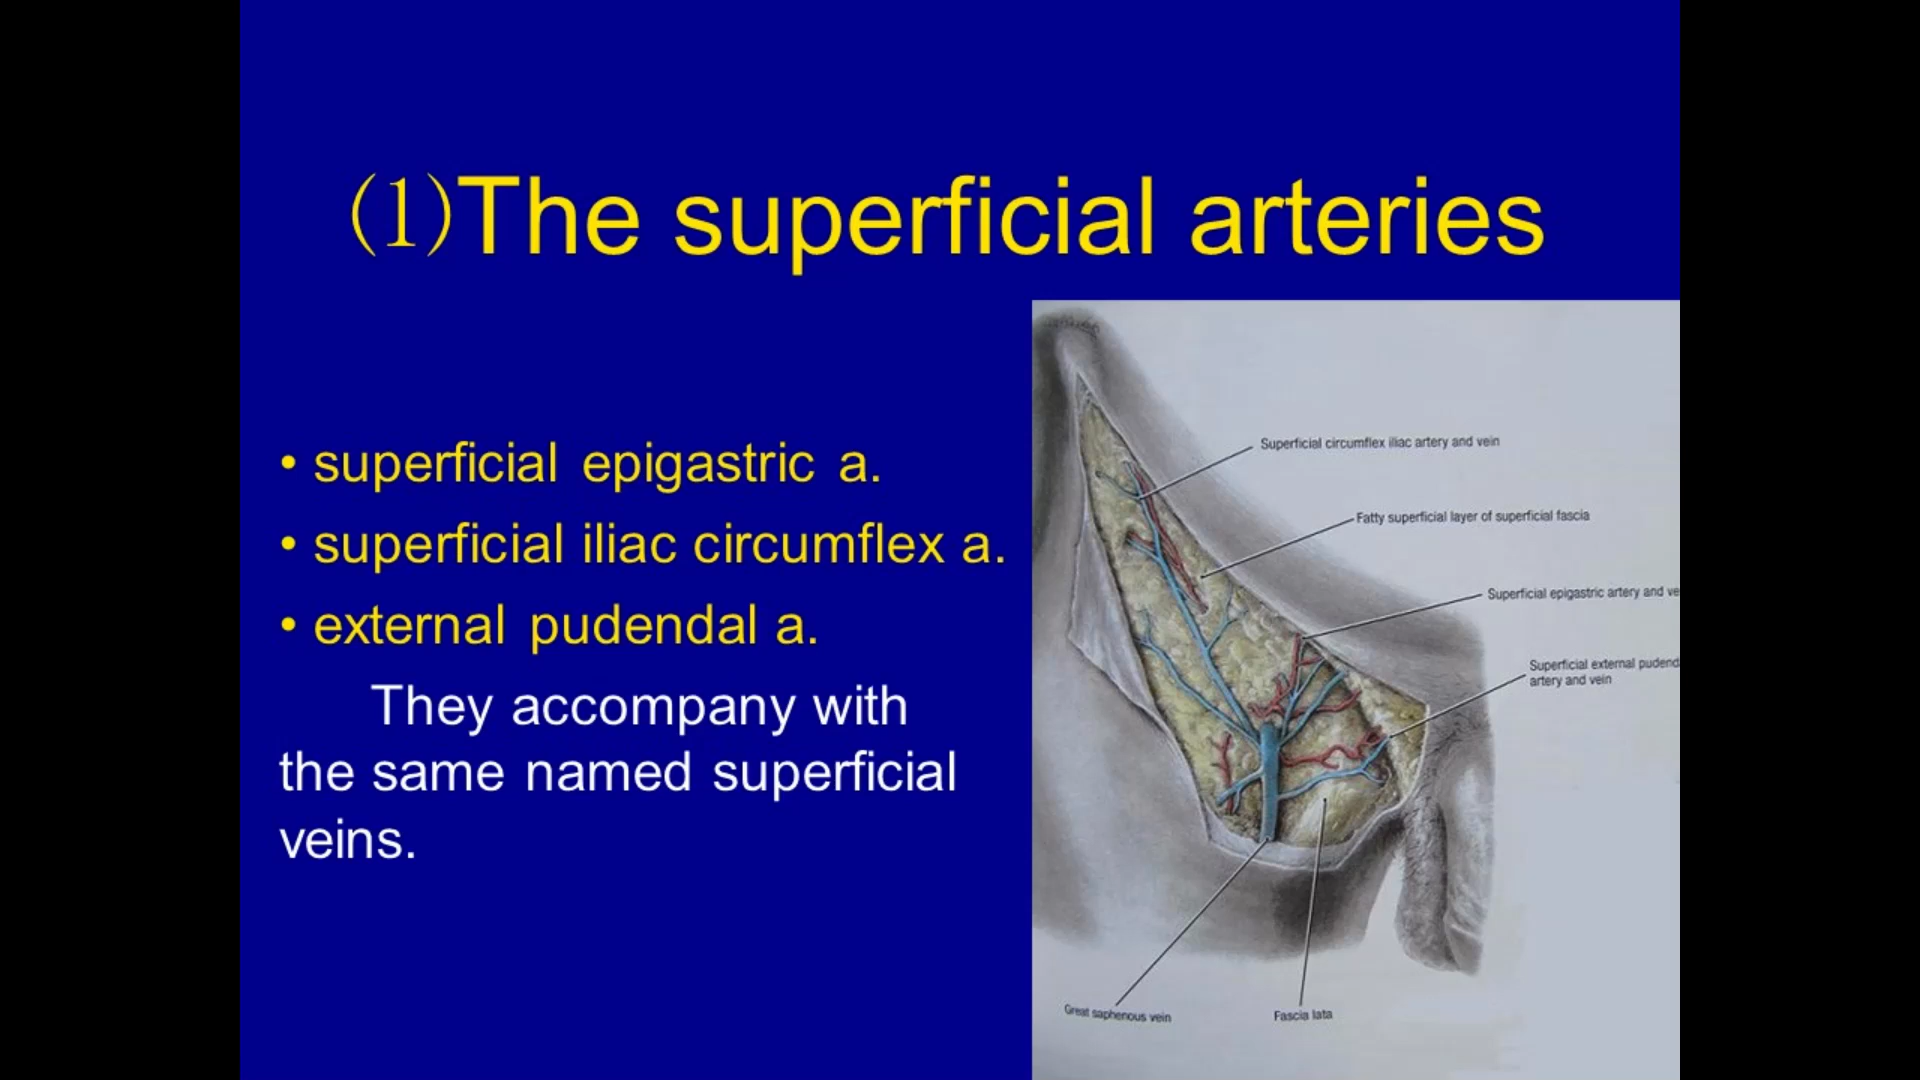 (1)The superficial arteries
• superficial epigastric a.
• superficial iliac circumflex a.
• external pudendal a.
They accompany with
the same named superficial
veins.
Superficial circumflex iliac artery and vein
Fatty superficial layer of superficial fascia
Superficial epigastric artery and ve
Superficial external pudend
artery and vein
Great saphenous vein
Fascia lata